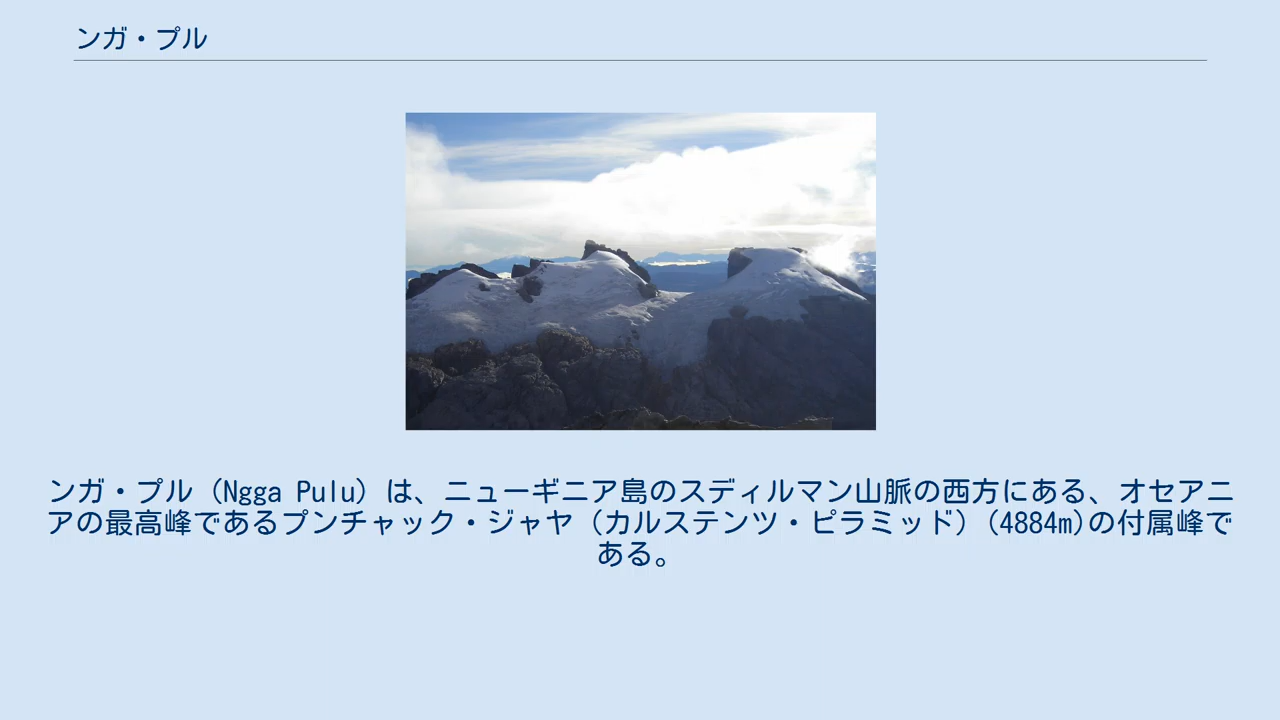 ンガ・プル
ンガ・プル（Ngga Pulu）は、ニューギニア島のスディルマン山脈の西方にある、オセアニ
アの最高峰であるプンチャック・ジャヤ（カルステンツ・ピラミッド）(4884m)の付属峰で
ある。